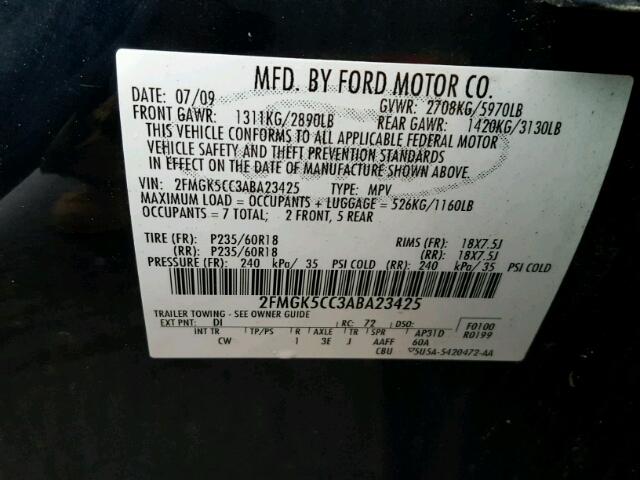 MFD. BY FORD MOTOR CO.
DATE: 07/09 GVWR: 2708KG/5970LB
FRONT GAWR: 1311KG/2890LB REAR GAWR: 1420KG/3130LB
THIS VEHICLE CONFORMS TO ALL APPLICABLE FEDERAL MOTOR
VEHICLE SAFETY AND THEFT PREVENTION STANDARDS
IN EFFECT ON THE DATE OF MANUFACTURE SHOWN ABOVE.
VIN: 2FMGK5CC3ABA23425 TYPE: MPV
MAXIMUM LOAD = OCCUPANTS + LUGGAGE = 526KG/1160LB
OCCUPANTS = 7 TOTAL; 2 FRONT, 5 REAR
TIRE (FR): P235/60R18 RIMS (FR): 18X7.5J
(RR): P235/60R18 (RR): 18X7.5J
PRESSURE (FR): 240 kPa/ 35 PSI COLD (RR): 240 kPa/ 35 PSI COLD
2FMGK5CC3ABA23425
TRAILER TOWING - SEE OWNER GUIDE
EXT PNT: DI RC: 72 DSO: F0100
INT TR TP/PS R AXLE TR SPR AP31D R0199
CW 1 3E J AAFF 60A
CBU 5U5A-5420472-AA